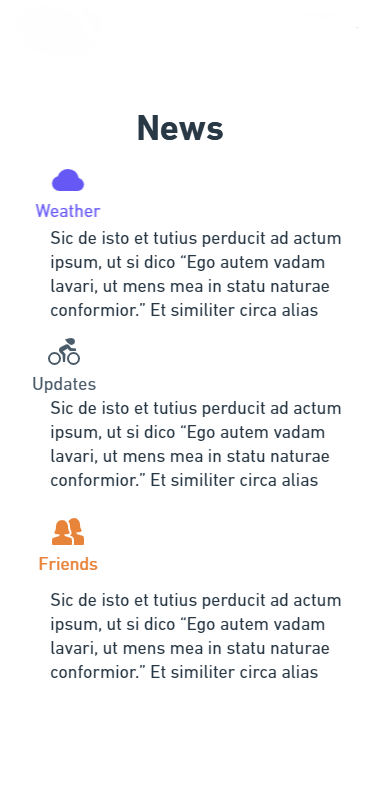 News
Weather
Sic de isto et tutius perducit ad actum
ipsum, ut si dico “Ego autem vadam
lavari, ut mens mea in statu naturae
conformior.” Et similiter circa alias
Updates
Sic de isto et tutius perducit ad actum
ipsum, ut si dico “Ego autem vadam
lavari, ut mens mea in statu naturae
conformior.” Et similiter circa alias
Friends
Sic de isto et tutius perducit ad actum
ipsum, ut si dico “Ego autem vadam
lavari, ut mens mea in statu naturae
conformior.” Et similiter circa alias